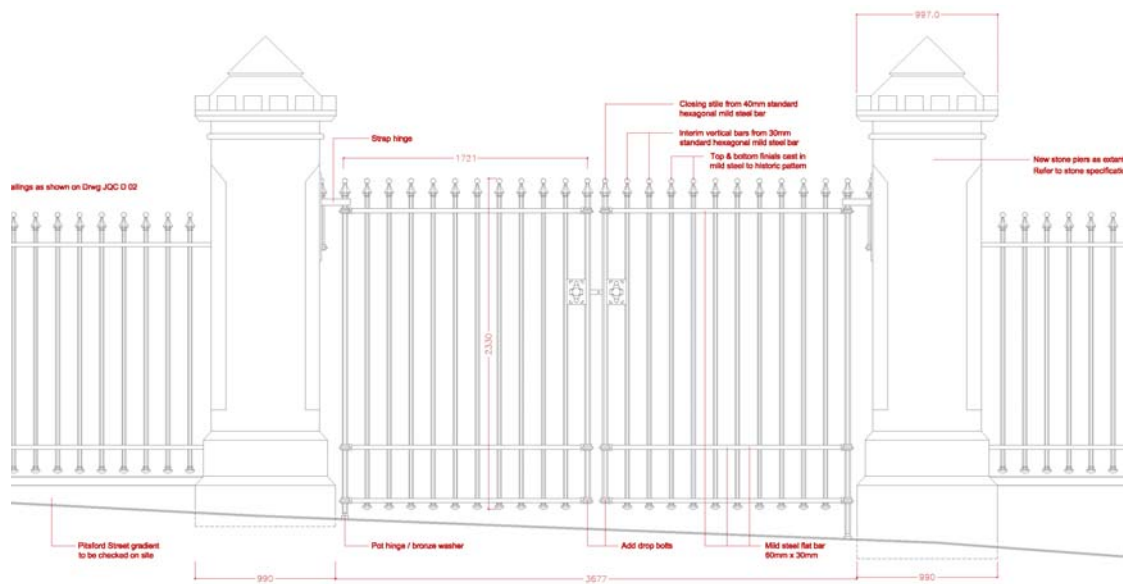 997.0
Closing stile from 40mm standard
hexagonal mild steel bar
Strap hinge
Interim vertical bars from 30mm
standard hexagonal mild steel bar
1721
Top & bottom finials cast in
mild steel to historic pattern
New stone piers as extan
Refer to stone specificatio
ailings as shown on Drwg JQC D 02
2330
Pitsford Street gradient
to be checked on site
Pot hinge / bronze washer
Add drop bolts
Mild steel flat bar
60mm x 30mm
990
3677
990